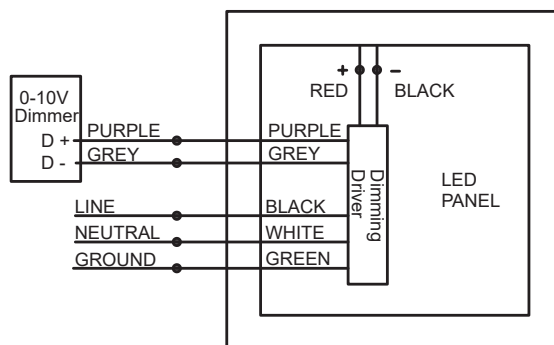 0-10V
Dimmer
D +
D -
PURPLE
GREY
LINE
NEUTRAL
GROUND
PURPLE
GREY
BLACK
WHITE
GREEN
+
-
RED
BLACK
Dimming
Driver
LED
PANEL